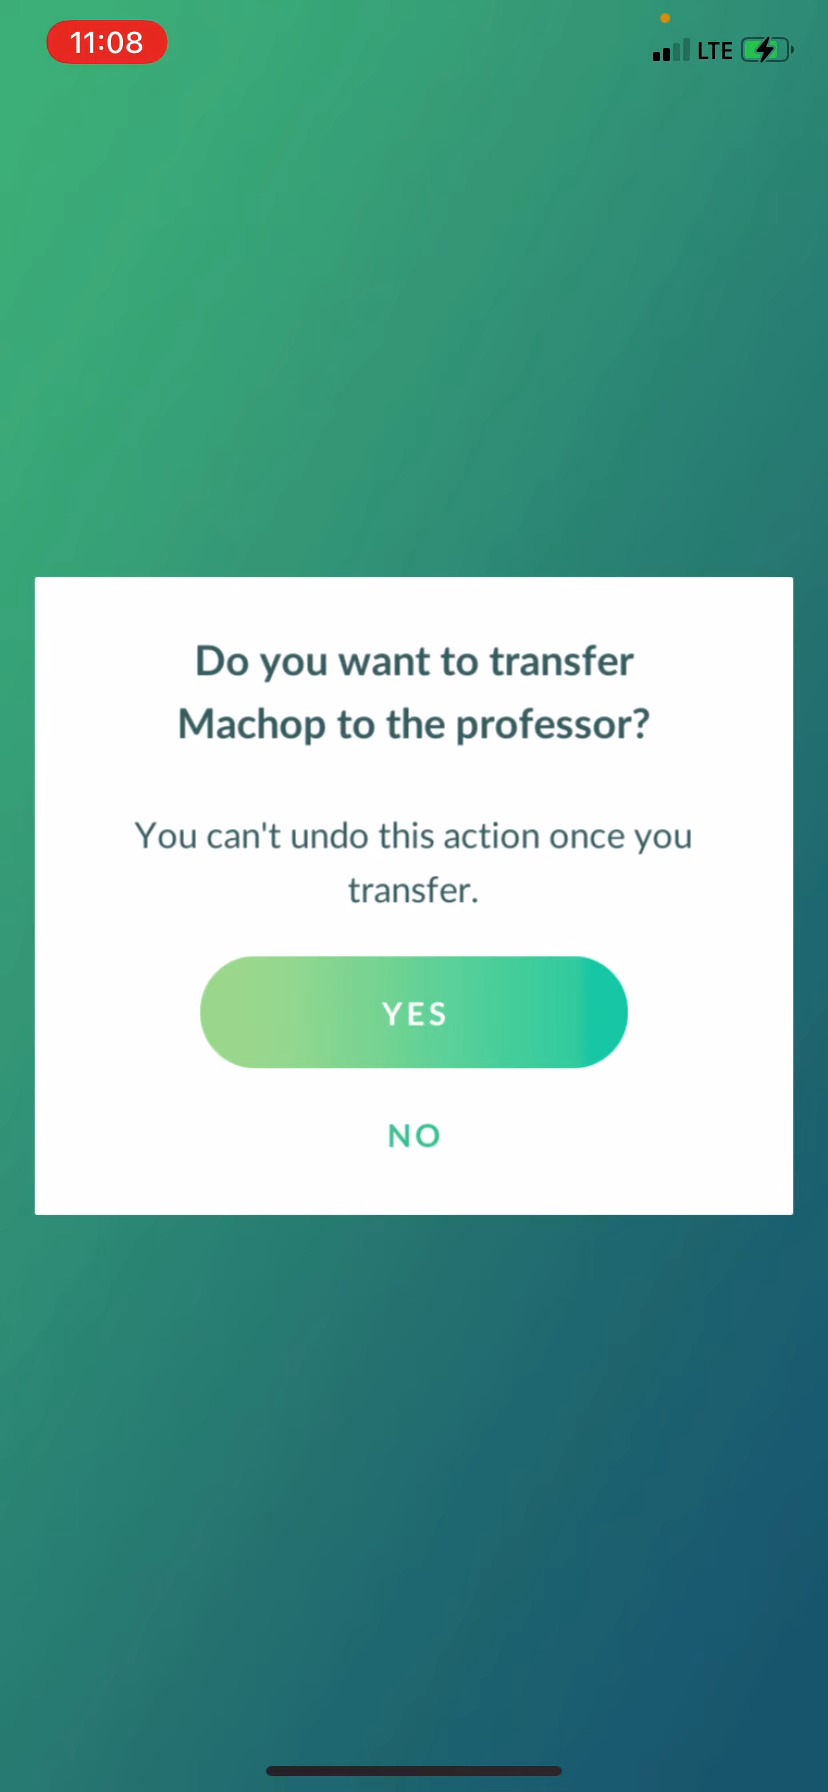 11:08
LTE
Do you want to transfer
Machop to the professor?
You can't undo this action once you
transfer.
YES
NO